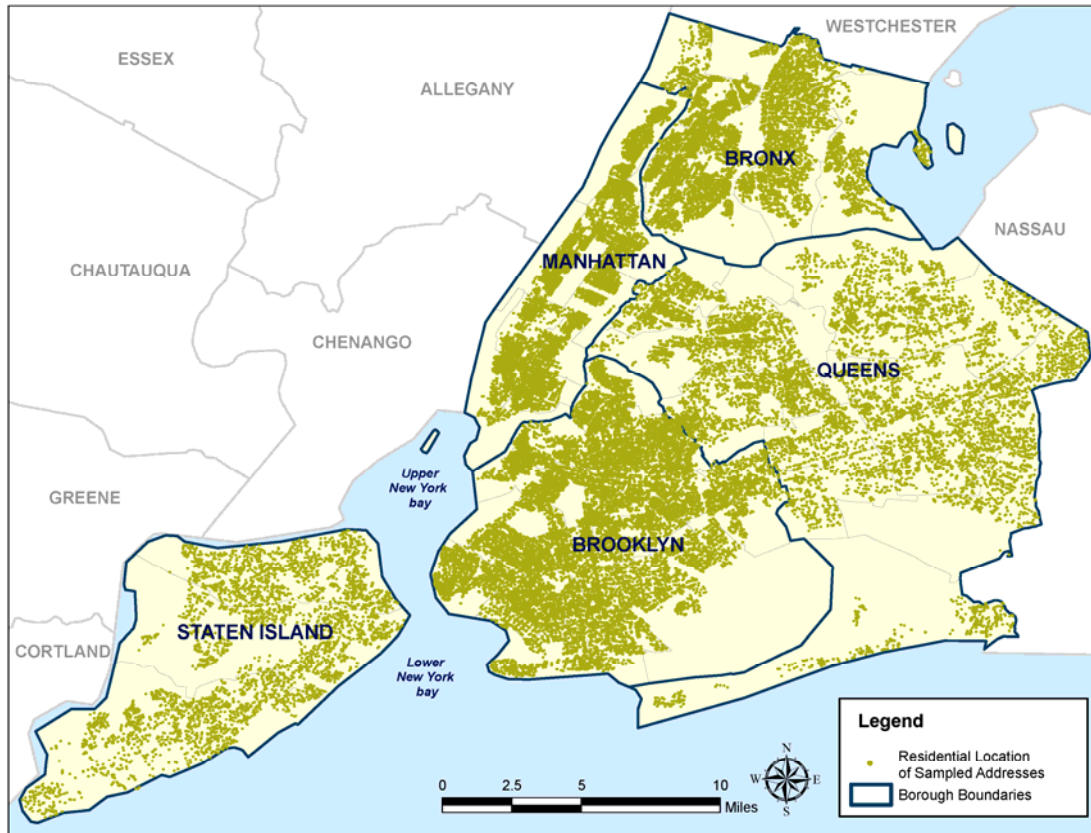 WESTCHESTER
ESSEX
ALLEGANY
BRONX
NASSAU
MANHATTAN
CHAUTAUQUA
CHENANGO
QUEENS
Upper
New York
bay
GREENE
BROOKLYN
STATEN ISLAND
CORTLAND
Lower
New York
bay
Legend
Residential Location
of Sampled Addresses
Borough Boundaries
N
W E
S
0 2.5 5 10
Miles